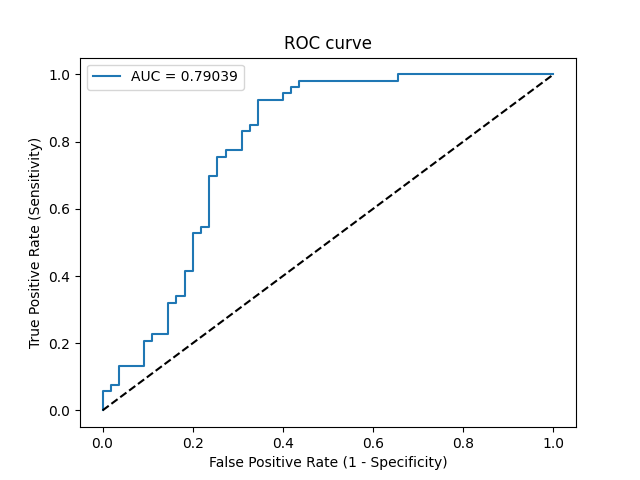 ROC curve
AUC = 0.79039
1.0
0.8
0.6
0.4
0.2
0.0
True Positive Rate (Sensitivity)
0.0 0.2 0.4 0.6 0.8 1.0
False Positive Rate (1 - Specificity)